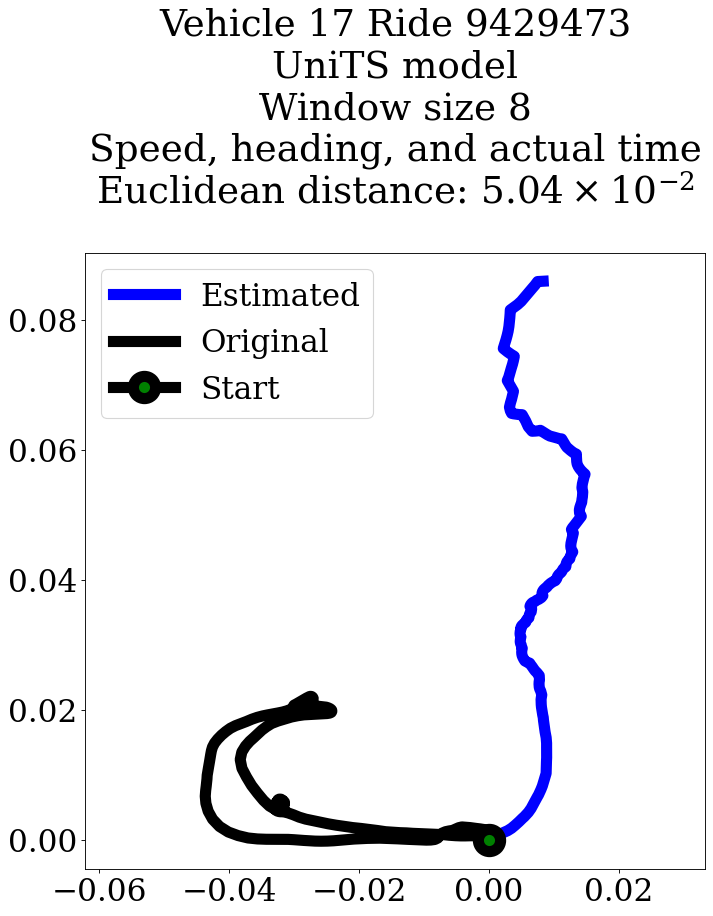 Vehicle 17 Ride 9429473
UniTS model
Window size 8
Speed, heading, and actual time
Euclidean distance: 5.04 × 10⁻²
Estimated
Original
Start
0.08
0.06
0.04
0.02
0.00
−0.06 −0.04 −0.02 0.00 0.02